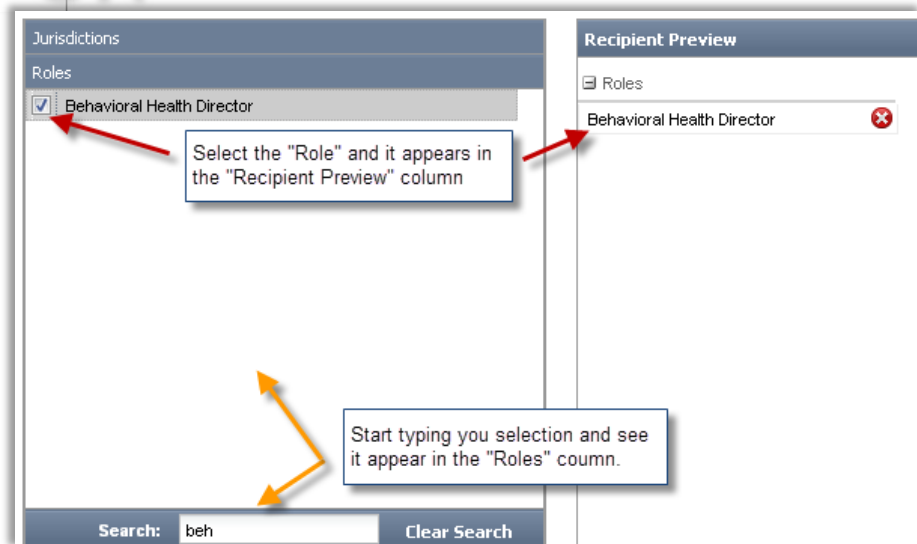 Jurisdictions
Roles
Behavioral Health Director
Select the "Role" and it appears in
the "Recipient Preview" column
Start typing you selection and see
it appear in the "Roles" coumn.
Search: beh Clear Search
Recipient Preview
Roles
Behavioral Health Director